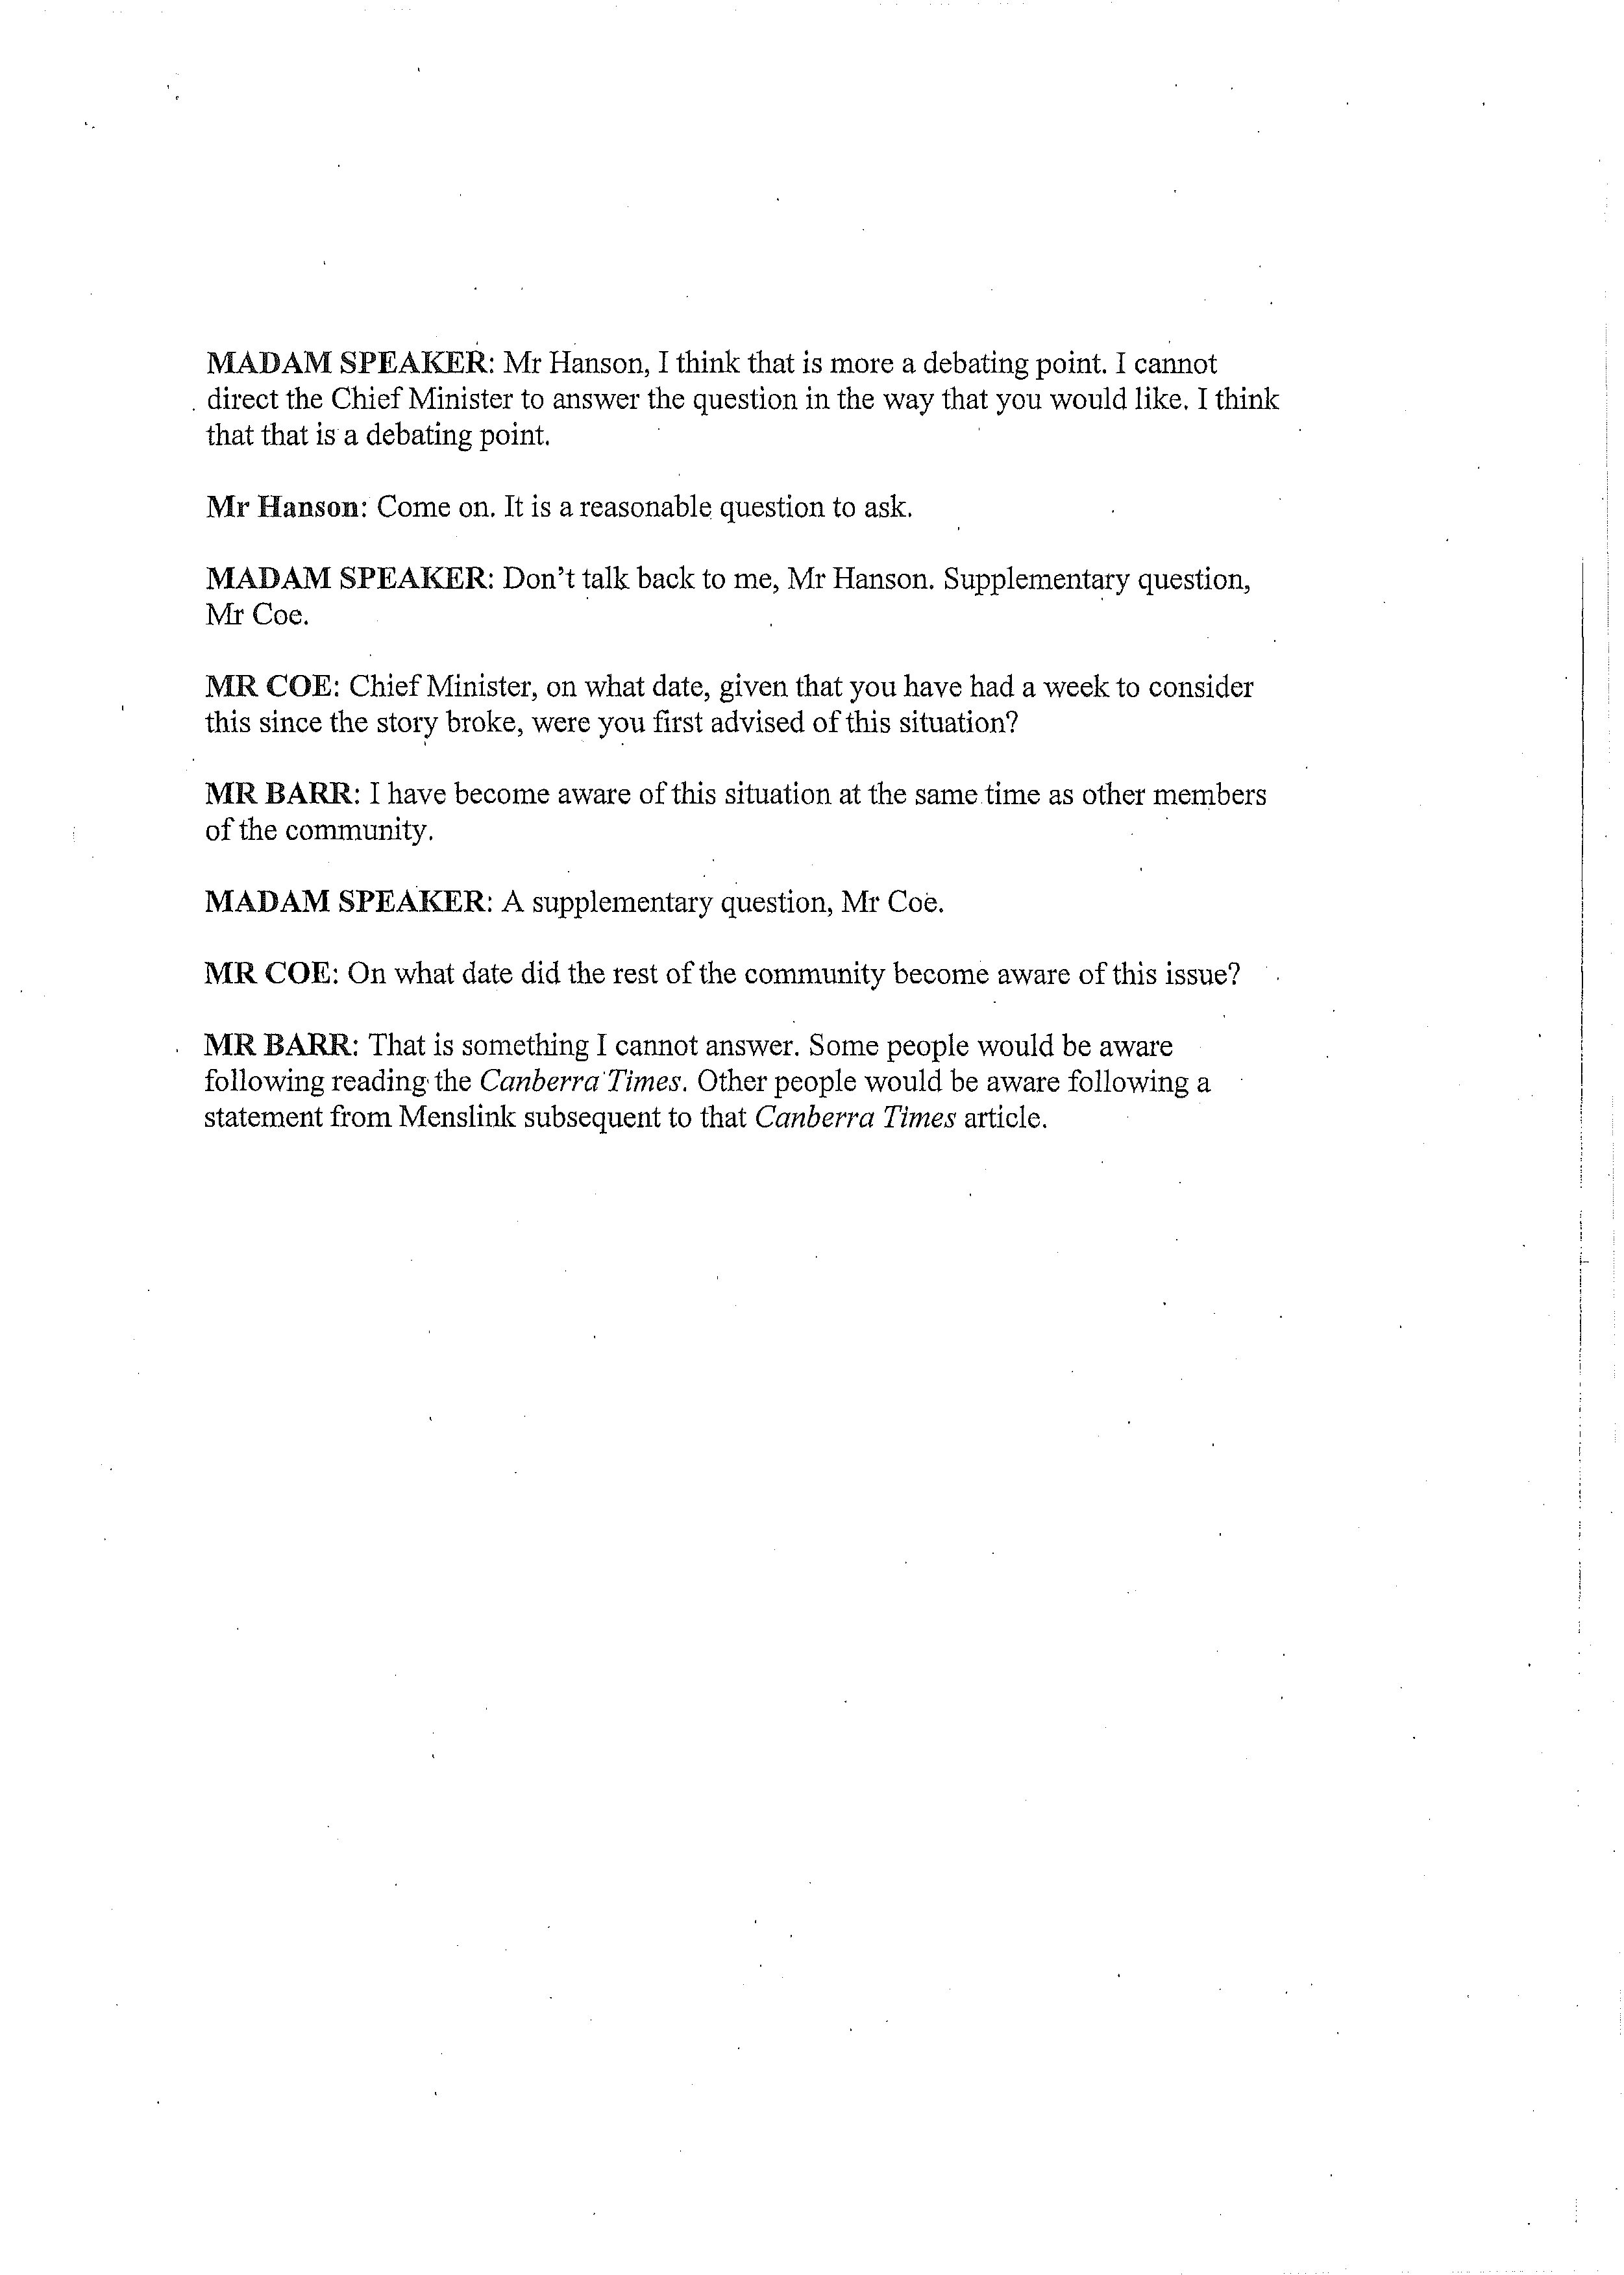 MADAM SPEAKER: Mr Hanson, I think that is more a debating point. I cannot
direct the Chief Minister to answer the question in the way that you would like. I think
that that is a debating point.
Mr Hanson: Come on. It is a reasonable question to ask.
MADAM SPEAKER: Don't talk back to me, Mr Hanson. Supplementary question,
Mr Coe.
MR COE: Chief Minister, on what date, given that you have had a week to consider
this since the story broke, were you first advised of this situation?
MR BARR: I have become aware of this situation at the same time as other members
of the community.
MADAM SPEAKER: A supplementary question, Mr Coe.
MR COE: On what date did the rest of the community become aware of this issue?
MR BARR: That is something I cannot answer. Some people would be aware
following reading the Canberra Times. Other people would be aware following a
statement from Menslink subsequent to that Canberra Times article.